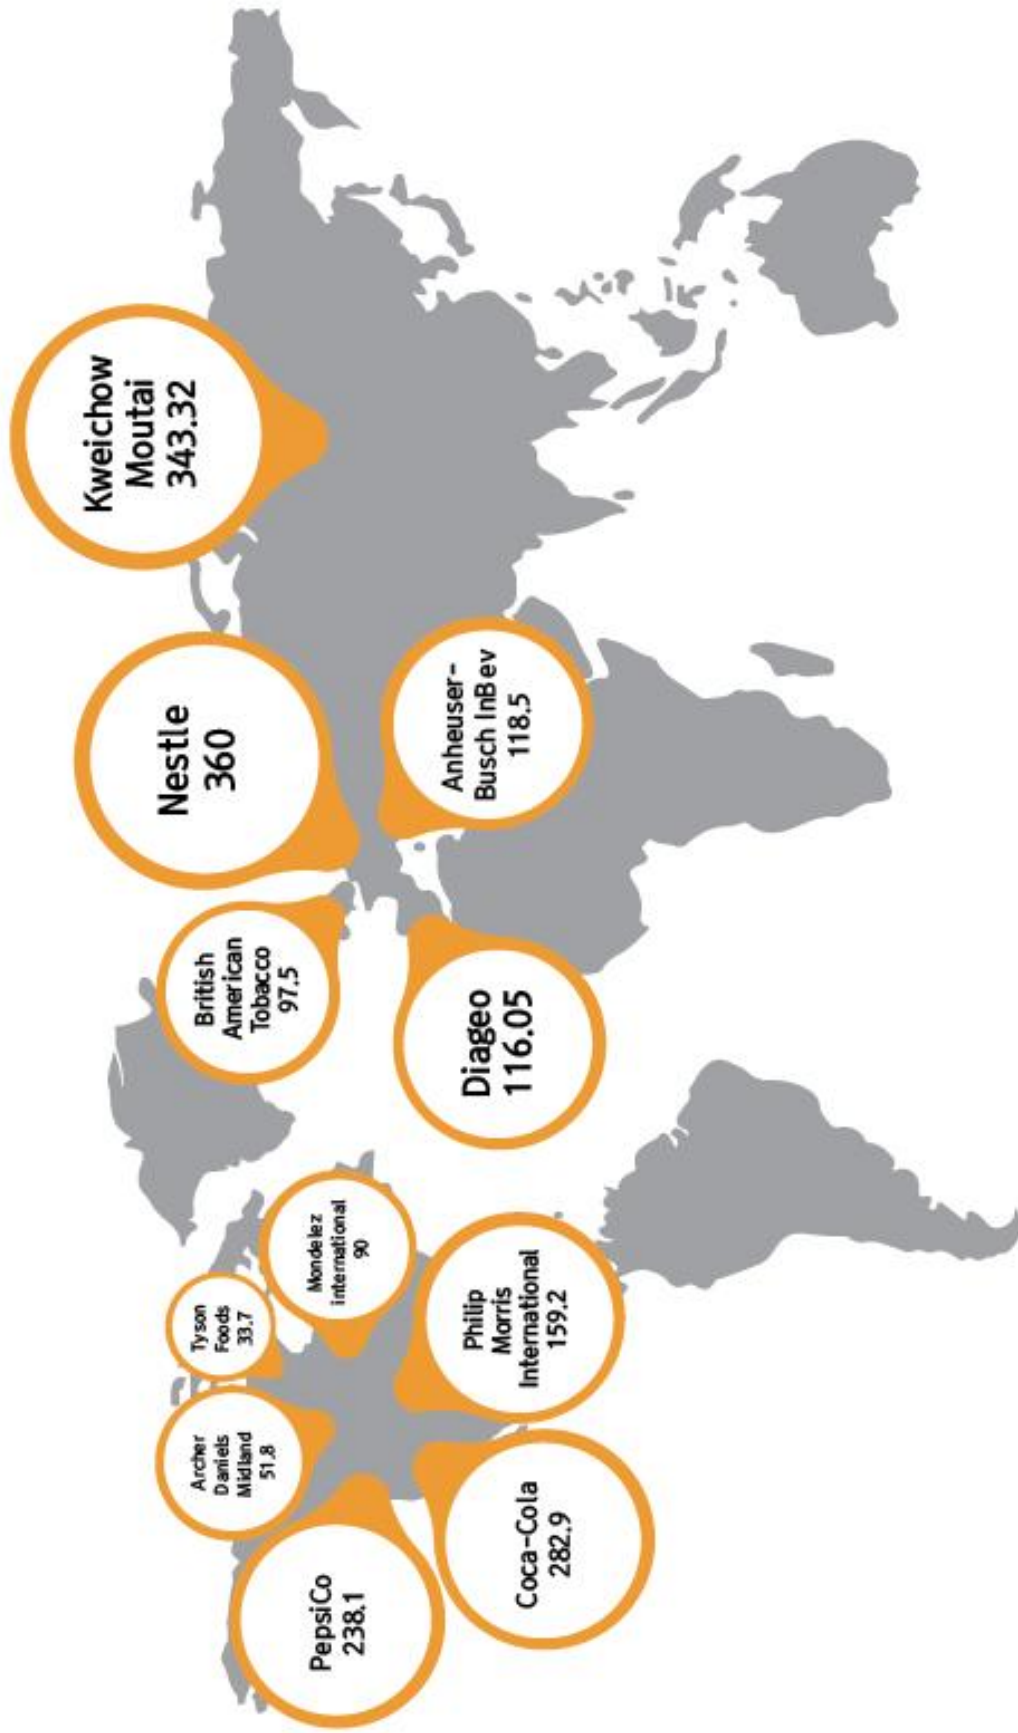 Kweichow
Moutai
343.32
Nestle
360
Anheuser-
Busch InBev
118.5
British
American
Tobacco
97.5
Diageo
116.05
Mondelez
international
90
Tyson
Foods
33.7
Philip
Morris
International
159.2
Archer
Daniels
Midland
51.8
PepsiCo
238.1
Coca-Cola
282.9